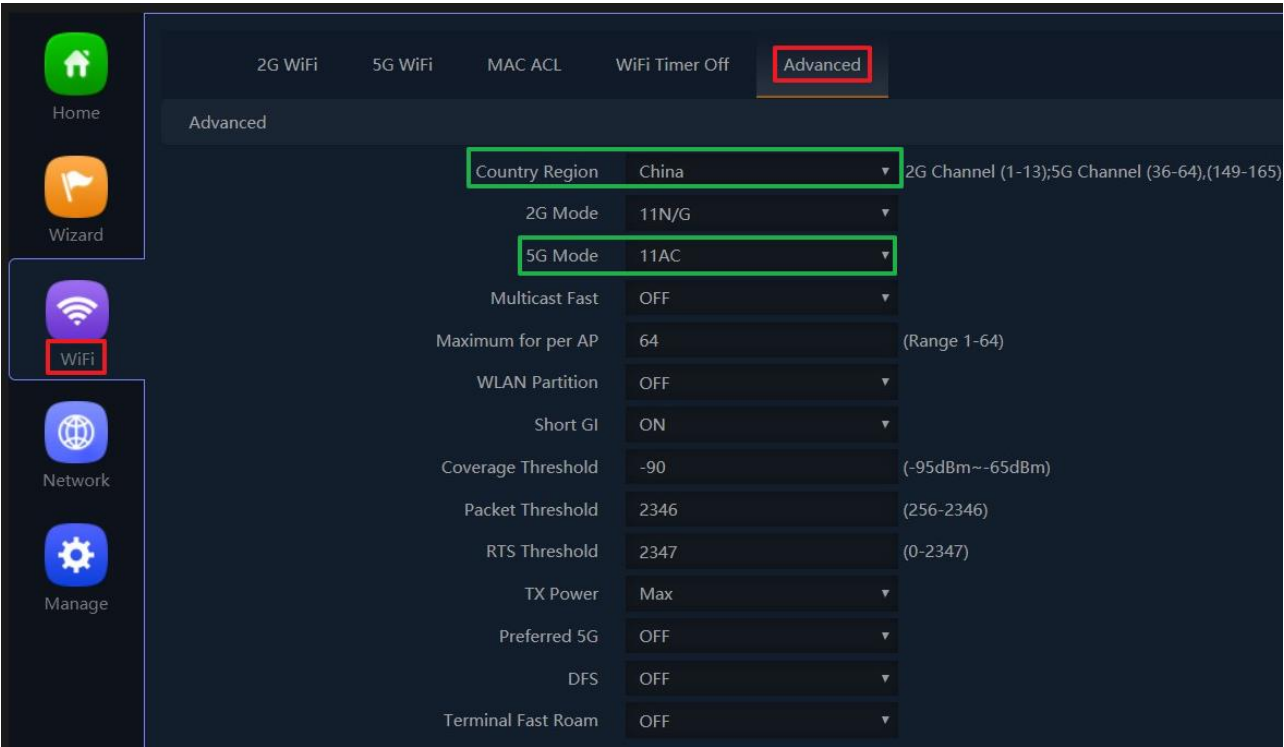 2G WiFi 5G WiFi MAC ACL WiFi Timer Off Advanced
Home
Advanced
Country Region China 2G Channel (1-13);5G Channel (36-64),(149-165)
2G Mode 11N/G
Wizard
5G Mode 11AC
Multicast Fast OFF
Maximum for per AP 64 (Range 1-64)
WiFi
WLAN Partition OFF
Short GI ON
Coverage Threshold -90 (-95dBm~-65dBm)
Network
Packet Threshold 2346 (256-2346)
RTS Threshold 2347 (0-2347)
TX Power Max
Manage
Preferred 5G OFF
DFS OFF
Terminal Fast Roam OFF